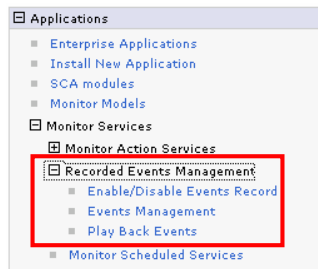 Applications
Enterprise Applications
Install New Application
SCA modules
Monitor Models
Monitor Services
Monitor Action Services
Recorded Events Management
Enable/Disable Events Record
Events Management
Play Back Events
Monitor Scheduled Services